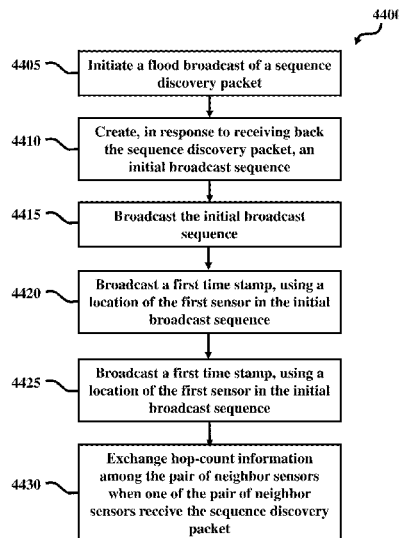 4400
4405
Initiate a flood broadcast of a sequence
discovery packet
4410
Create, in response to receiving back
the sequence discovery packet, an
initial broadcast sequence
4415
Broadcast the initial broadcast
sequence
4420
Broadcast a first time stamp, using a
location of the first sensor in the initial
broadcast sequence
4425
Broadcast a first time stamp, using a
location of the first sensor in the initial
broadcast sequence
4430
Exchange hop-count information
among the pair of neighbor sensors
when one of the pair of neighbor
sensors receive the sequence discovery
packet